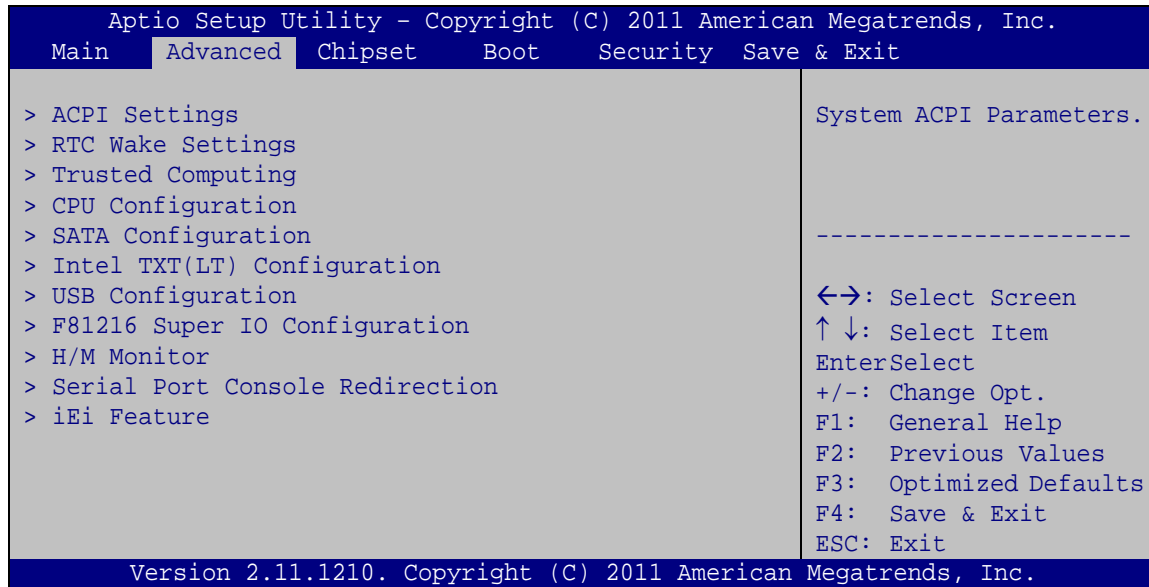 Aptio Setup Utility – Copyright (C) 2011 American Megatrends, Inc.
Main Advanced Chipset Boot Security Save & Exit
> ACPI Settings
> RTC Wake Settings
> Trusted Computing
> CPU Configuration
> SATA Configuration
> Intel TXT(LT) Configuration
> USB Configuration
> F81216 Super IO Configuration
> H/M Monitor
> Serial Port Console Redirection
> iEi Feature
System ACPI Parameters.
----------------------
←→: Select Screen
↑ ↓: Select Item
EnterSelect
+/-: Change Opt.
F1: General Help
F2: Previous Values
F3: Optimized Defaults
F4: Save & Exit
ESC: Exit
Version 2.11.1210. Copyright (C) 2011 American Megatrends, Inc.